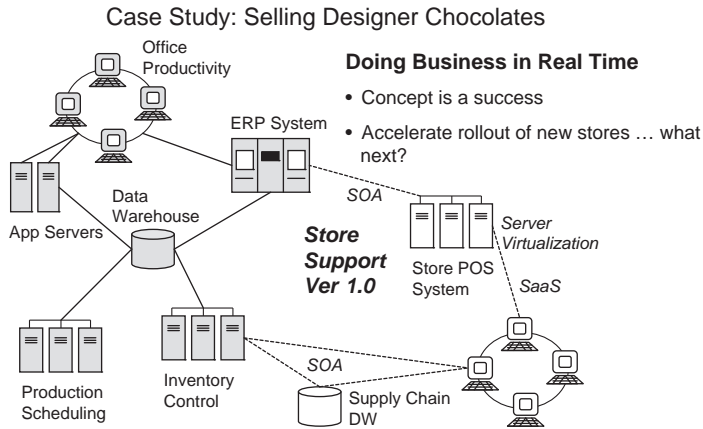 Case Study: Selling Designer Chocolates
Office
Productivity
Doing Business in Real Time
• Concept is a success
• Accelerate rollout of new stores … what
next?
ERP System
SOA
Data
Warehouse
App Servers
Store
Support
Ver 1.0
Server
Virtualization
Store POS
System
SaaS
SOA
Production
Scheduling
Inventory
Control
Supply Chain
DW